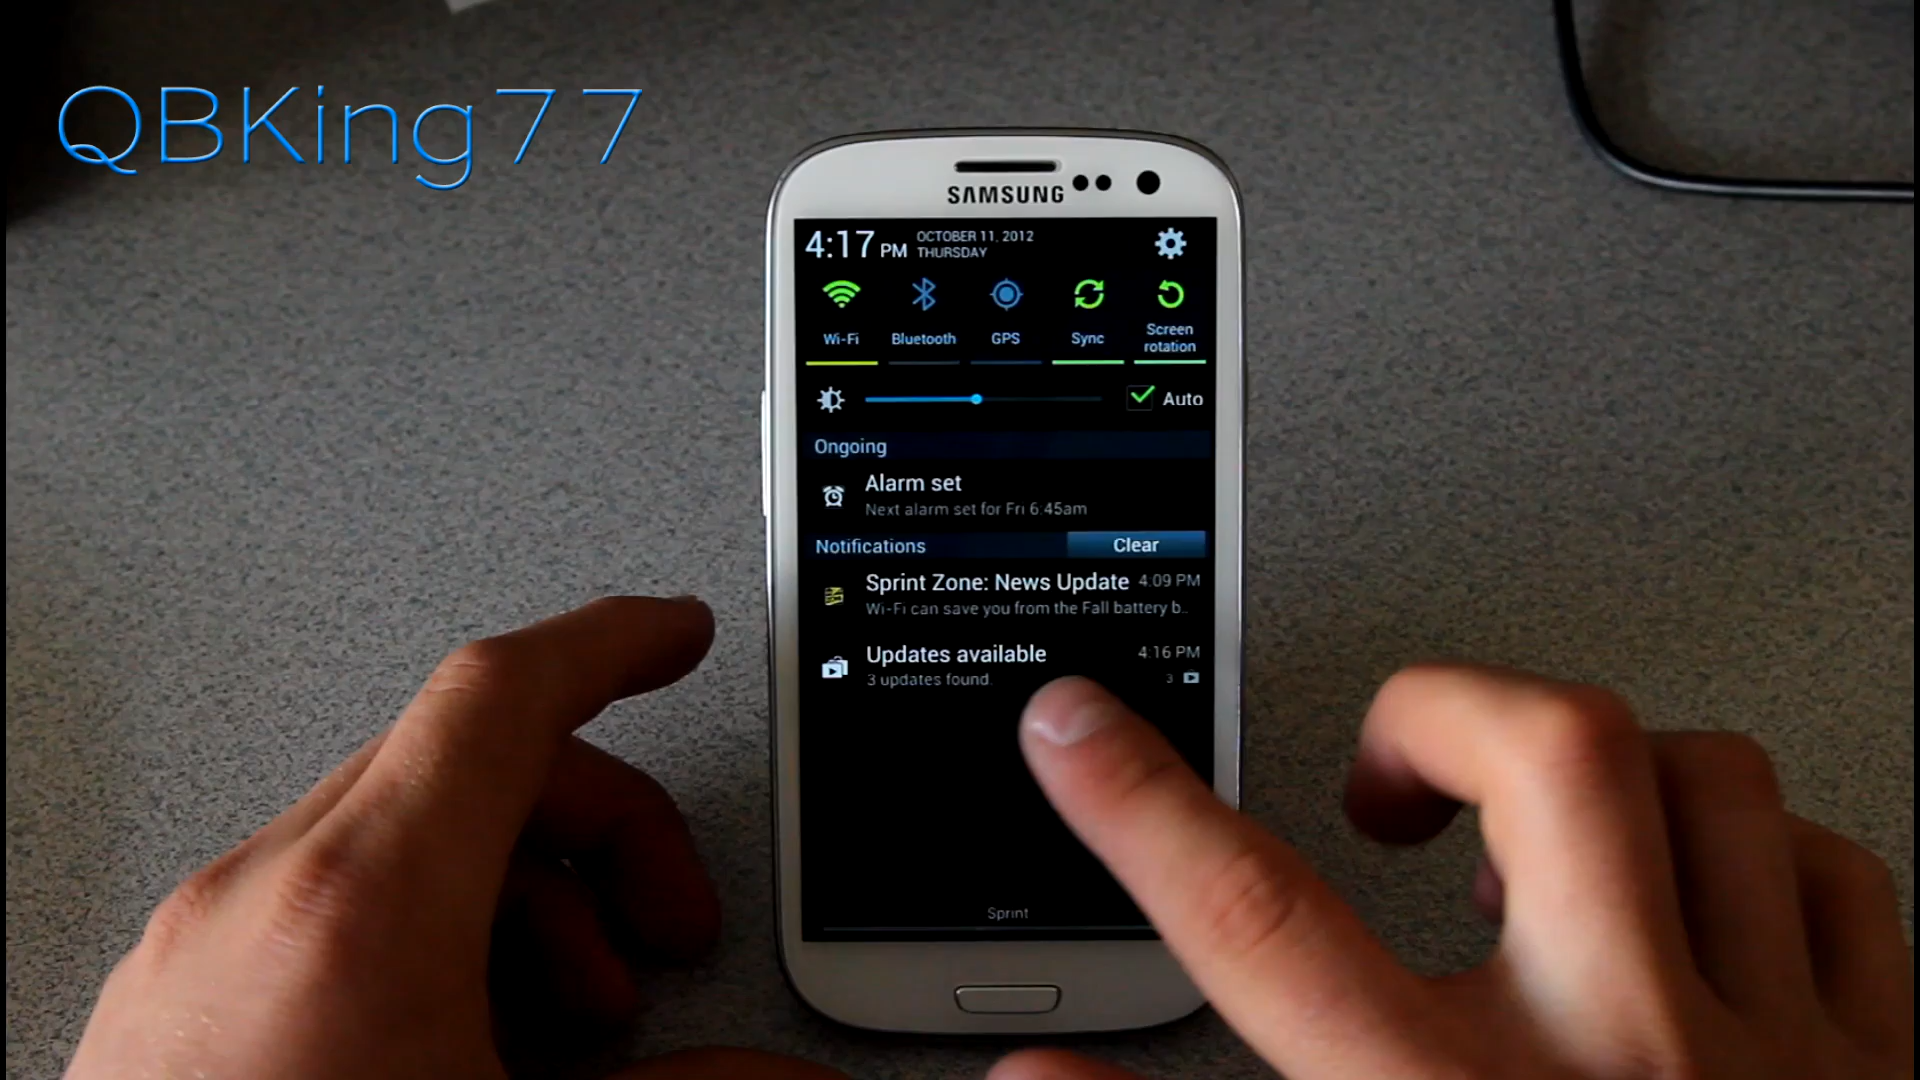 QBKing77
SAMSUNG
4:17 PM
OCTOBER 11, 2012
THURSDAY
Wi-Fi
Bluetooth
GPS
Sync
Screen
rotation
Auto
Ongoing
Alarm set
Next alarm set for Fri 6:45am
Notifications
Clear
Sprint Zone: News Update 4:09 PM
Wi-Fi can save you from the Fall battery b..
Updates available 4:16 PM
3 updates found.
3
Sprint